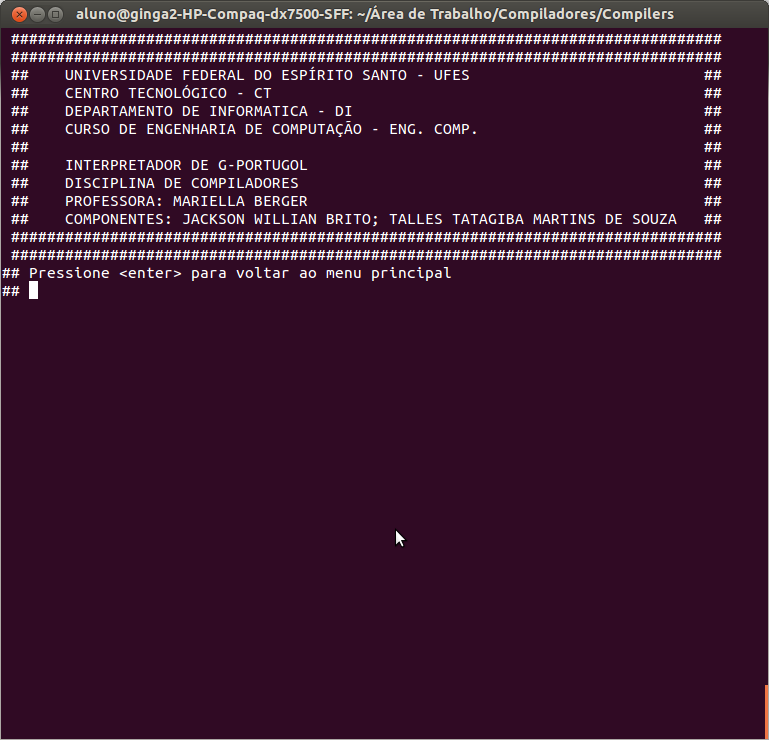 aluno@ginga2-HP-Compaq-dx7500-SFF: ~/Área de Trabalho/Compiladores/Compilers
###############################################################################
###############################################################################
## UNIVERSIDADE FEDERAL DO ESPÍRITO SANTO - UFES ##
## CENTRO TECNOLÓGICO - CT ##
## DEPARTAMENTO DE INFORMATICA - DI ##
## CURSO DE ENGENHARIA DE COMPUTAÇÃO - ENG. COMP. ##
## ##
## INTERPRETADOR DE G-PORTUGOL ##
## DISCIPLINA DE COMPILADORES ##
## PROFESSORA: MARIELLA BERGER ##
## COMPONENTES: JACKSON WILLIAN BRITO; TALLES TATAGIBA MARTINS DE SOUZA ##
###############################################################################
###############################################################################
## Pressione <enter> para voltar ao menu principal
##